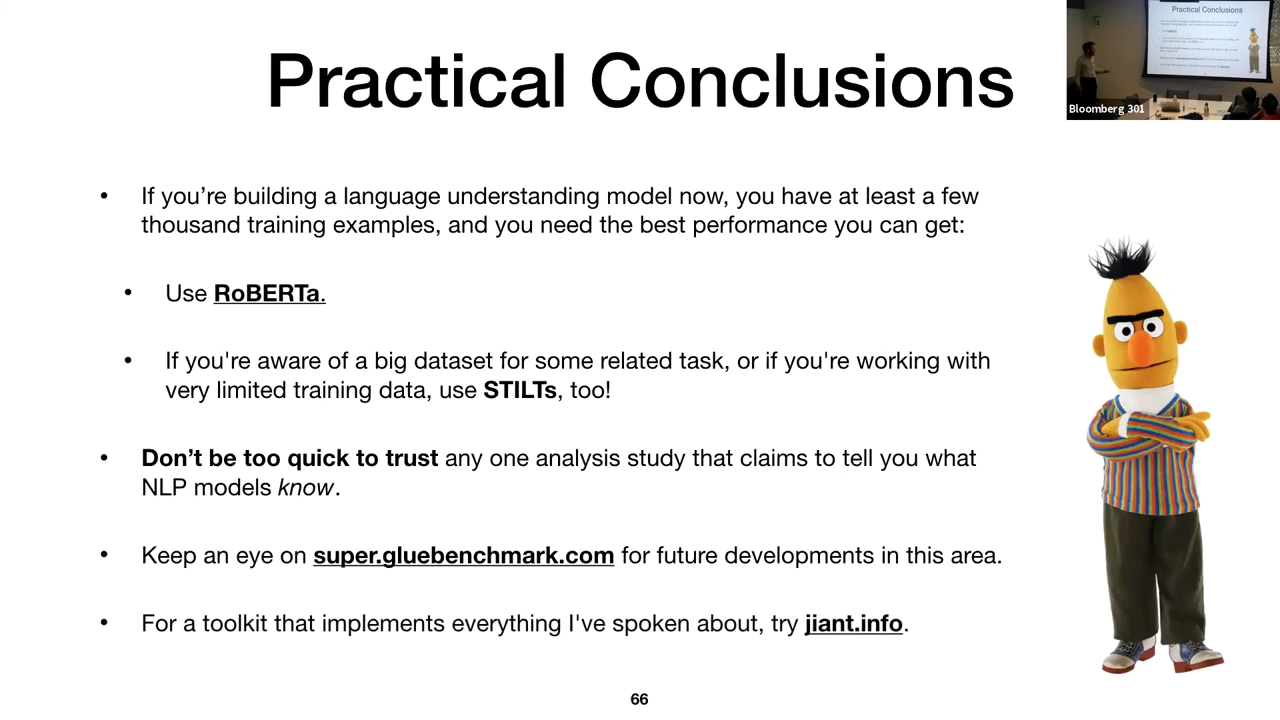 Practical Conclusions
Practical Conclusions
Bloomberg 301
• If you’re building a language understanding model now, you have at least a few
thousand training examples, and you need the best performance you can get:
• Use RoBERTa.
• If you're aware of a big dataset for some related task, or if you're working with
very limited training data, use STILTs, too!
• Don’t be too quick to trust any one analysis study that claims to tell you what
NLP models know.
• Keep an eye on super.gluebenchmark.com for future developments in this area.
• For a toolkit that implements everything I've spoken about, try jiant.info.
66